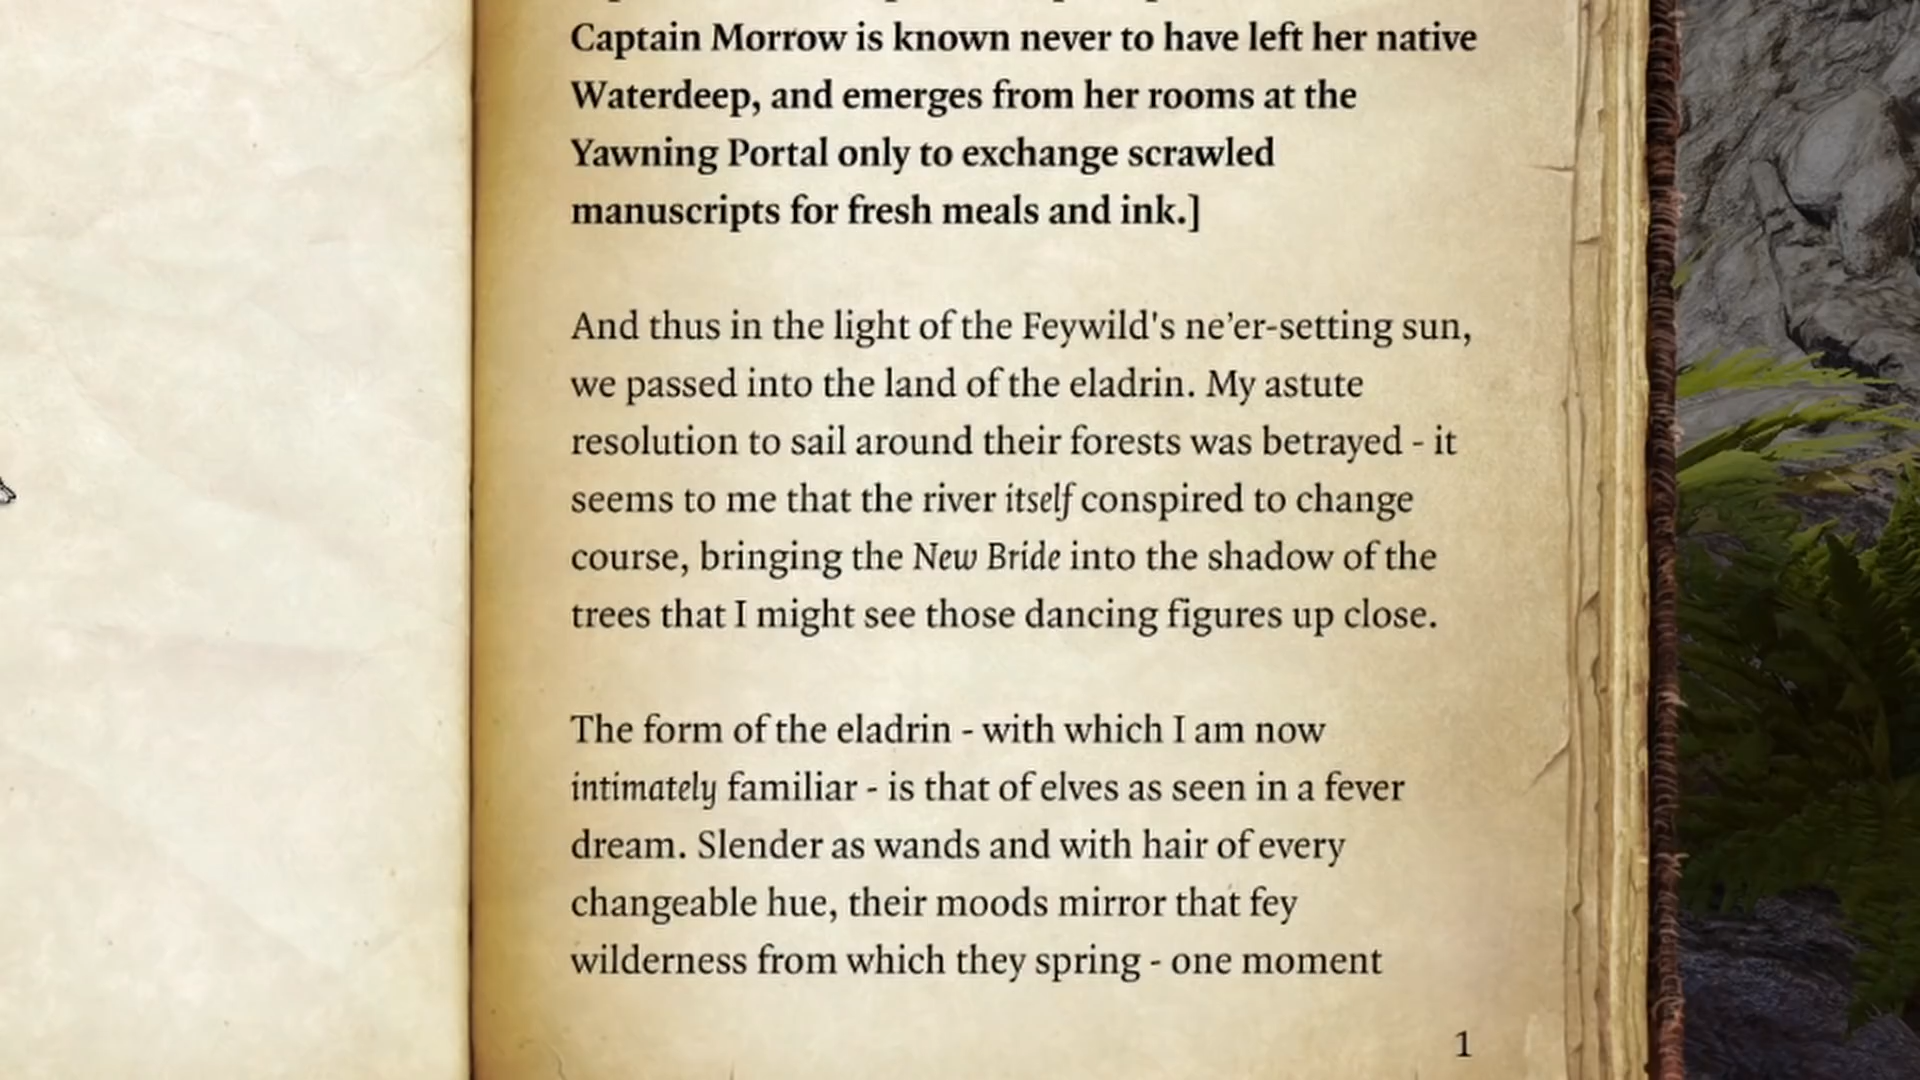 Captain Morrow is known never to have left her native
Waterdeep, and emerges from her rooms at the
Yawning Portal only to exchange scrawled
manuscripts for fresh meals and ink.]
And thus in the light of the Feywild's ne’er-setting sun,
we passed into the land of the eladrin. My astute
resolution to sail around their forests was betrayed - it
seems to me that the river itself conspired to change
course, bringing the New Bride into the shadow of the
trees that I might see those dancing figures up close.
The form of the eladrin - with which I am now
intimately familiar - is that of elves as seen in a fever
dream. Slender as wands and with hair of every
changeable hue, their moods mirror that fey
wilderness from which they spring - one moment
1